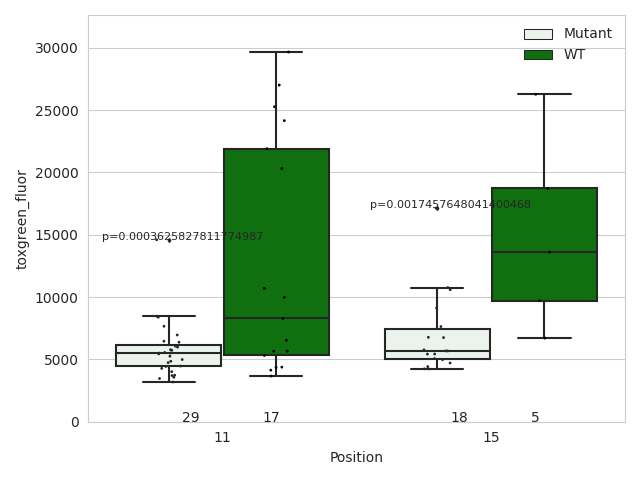 Mutant
WT
30000
25000
20000
15000
10000
5000
0
toxgreen_fluor
p=0.0003625827811774987
p=0.0017457648041400468
29
17
18
5
11
15
Position